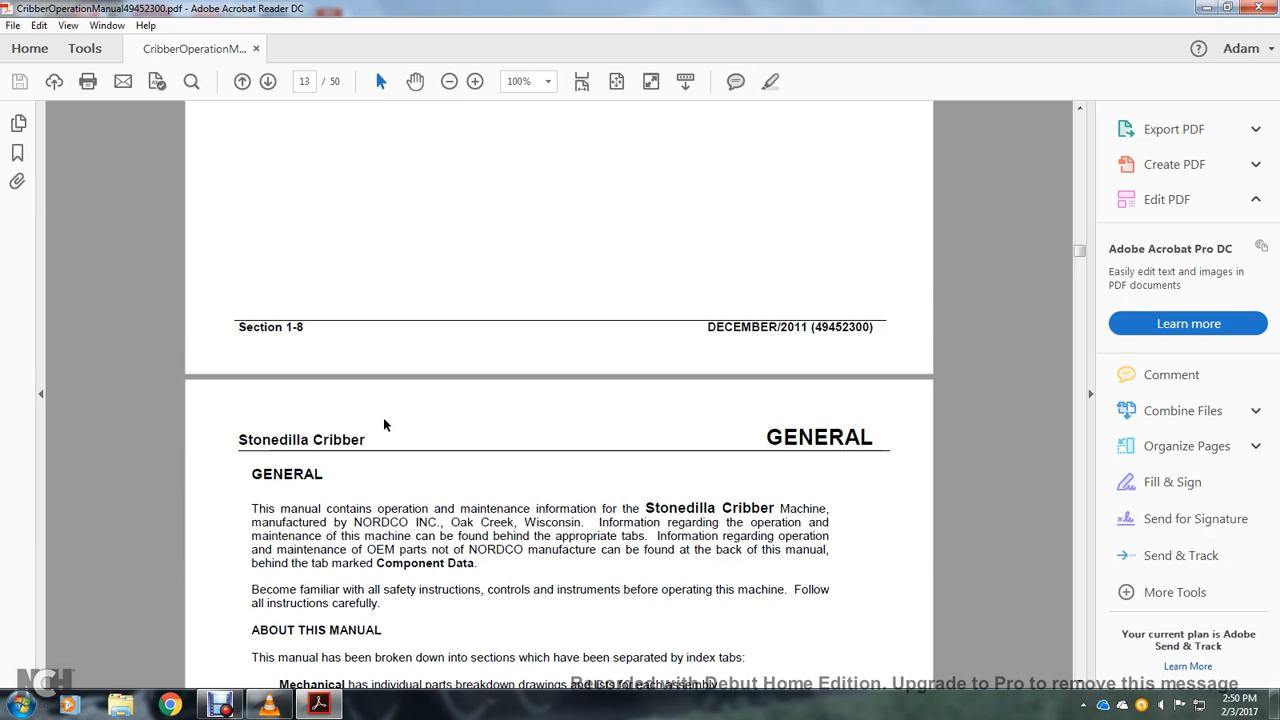 CribberOperationManual49452300.pdf - Adobe Acrobat Reader DC
File Edit View Window Help
Home Tools CribberOperationM... × Adam
13 / 50 100%
Export PDF
Create PDF
Edit PDF
Adobe Acrobat Pro DC
Easily edit text and images in
PDF documents
Learn more
Comment
Combine Files
Organize Pages
Fill & Sign
Send for Signature
Send & Track
More Tools
Your current plan is Adobe
Send & Track
Learn More
Section 1-8 DECEMBER/2011 (49452300)
Stonedilla Cribber GENERAL
GENERAL
This manual contains operation and maintenance information for the Stonedilla Cribber Machine,
manufactured by NORDCO INC., Oak Creek, Wisconsin. Information regarding the operation and
maintenance of this machine can be found behind the appropriate tabs. Information regarding operation
and maintenance of OEM parts not of NORDCO manufacture can be found at the back of this manual,
behind the tab marked Component Data.
Become familiar with all safety instructions, controls and instruments before operating this machine. Follow
all instructions carefully.
ABOUT THIS MANUAL
This manual has been broken down into sections which have been separated by index tabs:
Mechanical has individual parts breakdown drawings and lists for each assembly.
Recorded with Debut Home Edition. Upgrade to Pro to remove this message
NCH
2:50 PM
2/3/2017